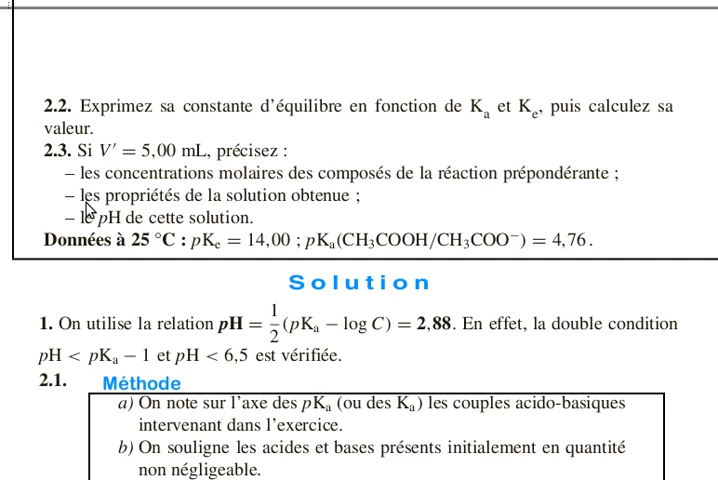 2.2. Exprimez sa constante d'équilibre en fonction de Kₐ et Kₑ, puis calculez sa
valeur.
2.3. Si V′ = 5,00 mL, précisez :
– les concentrations molaires des composés de la réaction prépondérante ;
– les propriétés de la solution obtenue ;
– le pH de cette solution.
Données à 25 °C : pKₑ = 14,00 ; pKₐ(CH₃COOH/CH₃COO⁻) = 4,76.
Solution
1. On utilise la relation pH = 1/2 (pKₐ − log C) = 2,88. En effet, la double condition
pH < pKₐ − 1 et pH < 6,5 est vérifiée.
2.1. Méthode
a) On note sur l'axe des pKₐ (ou des Kₐ) les couples acido-basiques
intervenant dans l'exercice.
b) On souligne les acides et bases présents initialement en quantité
non négligeable.